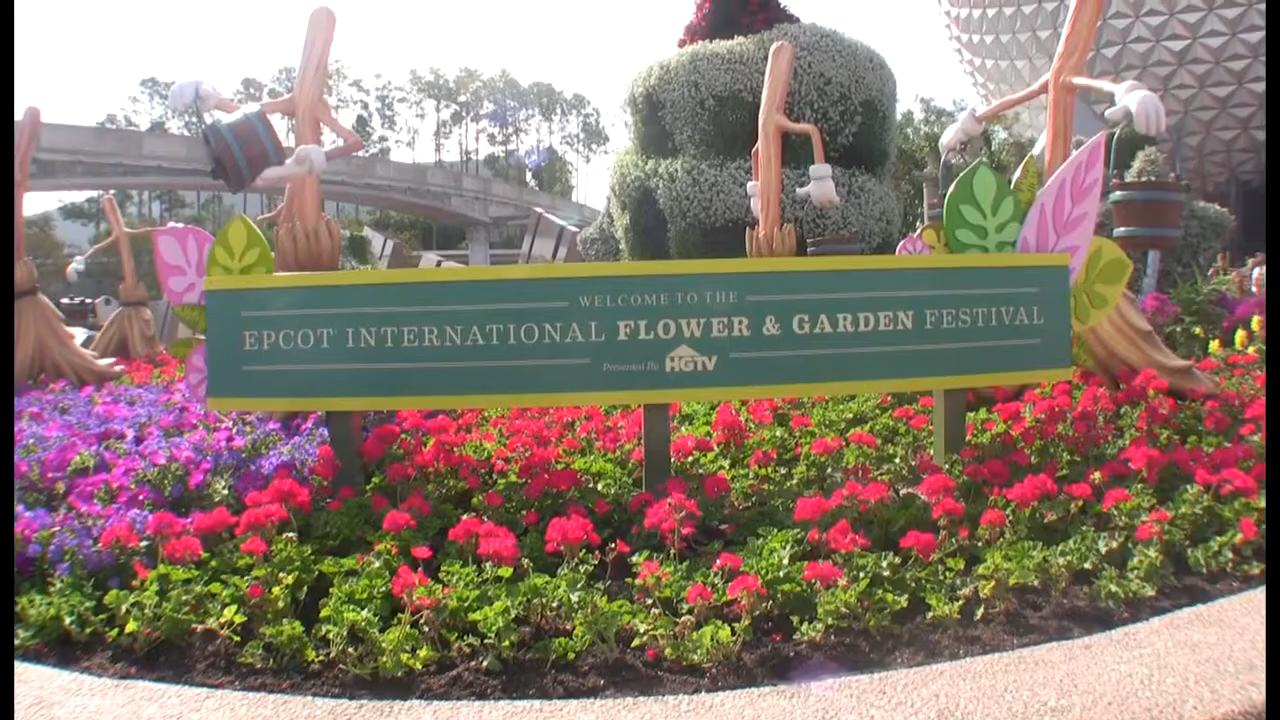 WELCOME TO THE
EPCOT INTERNATIONAL FLOWER & GARDEN FESTIVAL
Presented By HGTV